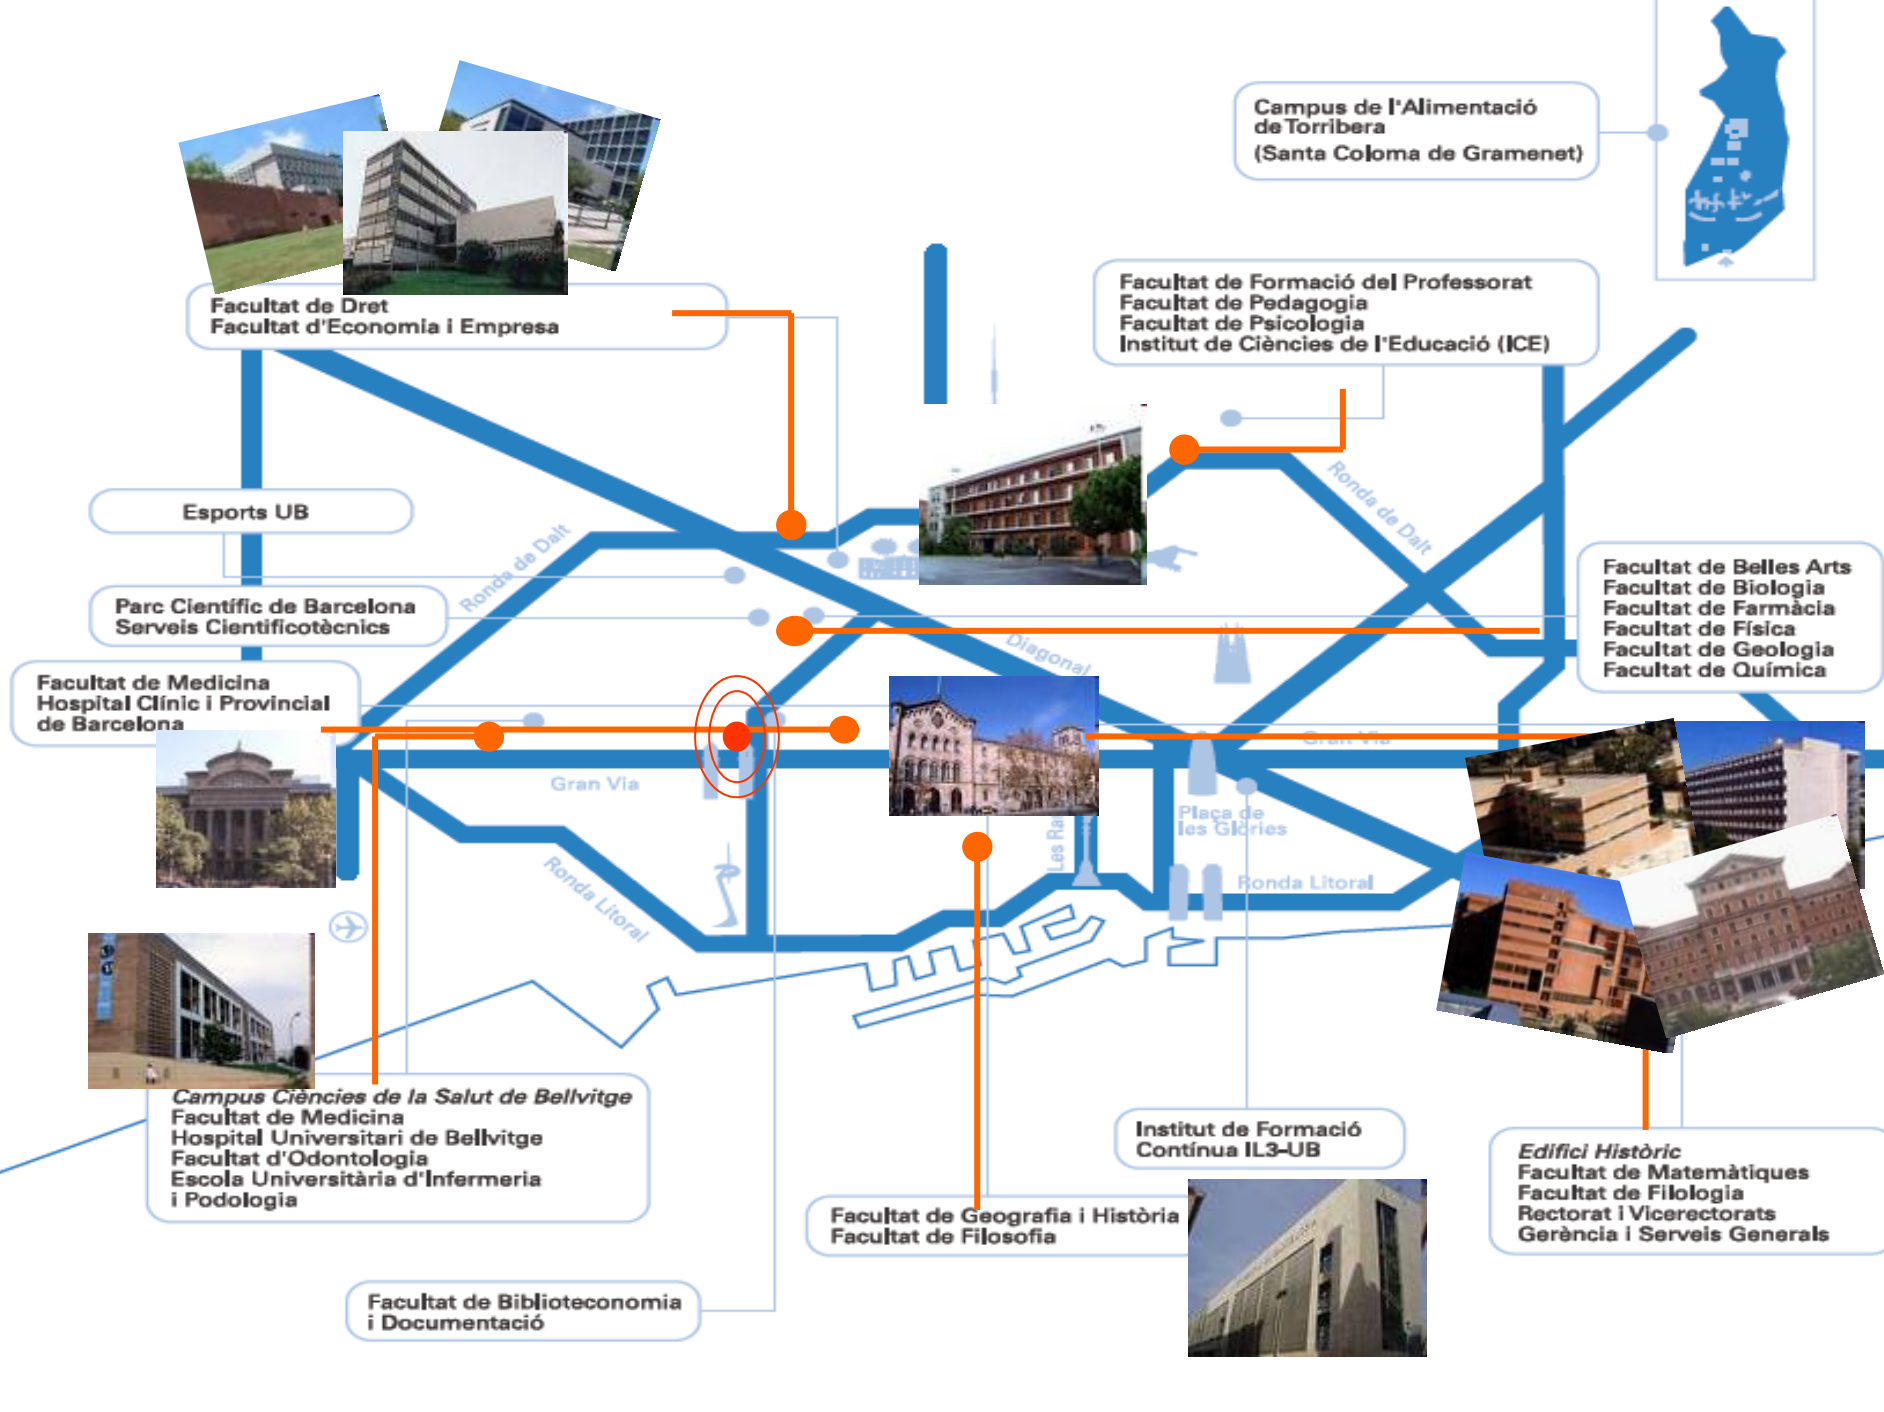 Campus de l'Alimentació
de Torribera
(Santa Coloma de Gramenet)
Facultat de Dret
Facultat d'Economia i Empresa
Facultat de Formació del Professorat
Facultat de Pedagogia
Facultat de Psicologia
Institut de Ciències de l'Educació (ICE)
Esports UB
Ronda de Dalt
Ronda de Dalt
Parc Científic de Barcelona
Serveis Cientificotècnics
Facultat de Belles Arts
Facultat de Biologia
Facultat de Farmàcia
Facultat de Física
Facultat de Geologia
Facultat de Química
Diagonal
Facultat de Medicina
Hospital Clínic i Provincial
de Barcelona
Gran Via
Gran Via
Plaça de
les Glòries
Les
Ronda Litoral
Ronda Litoral
Campus Ciències de la Salut de Bellvitge
Facultat de Medicina
Hospital Universitari de Bellvitge
Facultat d'Odontologia
Escola Universitària d'Infermeria
i Podologia
Institut de Formació
Contínua IL3-UB
Edifici Històric
Facultat de Matemàtiques
Facultat de Filologia
Rectorat i Vicerectorats
Gerència i Serveis Generals
Facultat de Geografia i Història
Facultat de Filosofia
Facultat de Biblioteconomia
i Documentació